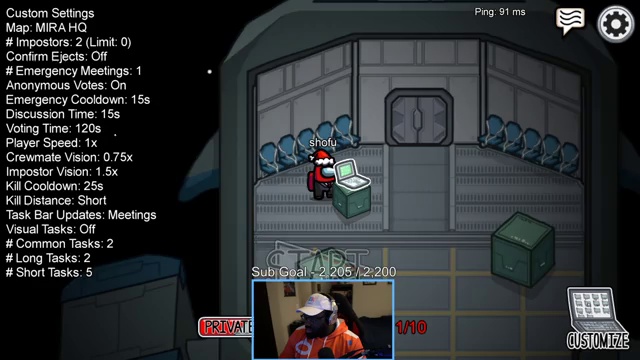 Ping: 91 ms
Custom Settings
Map: MIRA HQ
# Impostors: 2 (Limit: 0)
Confirm Ejects: Off
# Emergency Meetings: 1
Anonymous Votes: On
Emergency Cooldown: 15s
Discussion Time: 15s
Voting Time: 120s
Player Speed: 1x
Crewmate Vision: 0.75x
Impostor Vision: 1.5x
Kill Cooldown: 25s
Kill Distance: Short
Task Bar Updates: Meetings
Visual Tasks: Off
# Common Tasks: 2
# Long Tasks: 2
# Short Tasks: 5
shofu
START
Sub Goal - 2,205 / 2,200
PRIVATE
1/10
CUSTOMIZE